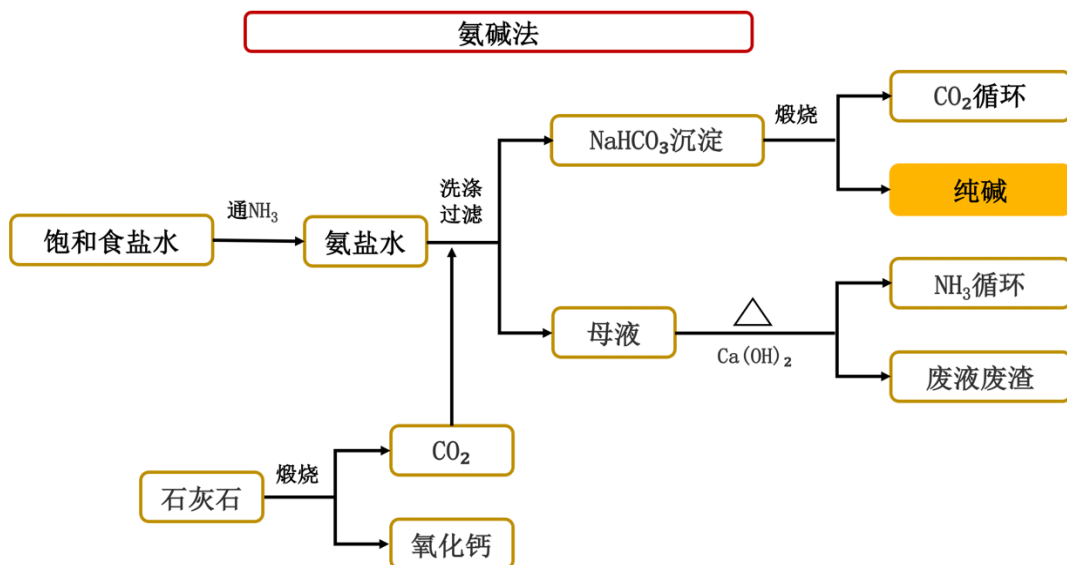 氨碱法
饱和食盐水
通NH₃
氨盐水
洗涤
过滤
NaHCO₃沉淀
煅烧
CO₂循环
纯碱
母液
Ca(OH)₂
NH₃循环
废液废渣
石灰石
煅烧
CO₂
氧化钙